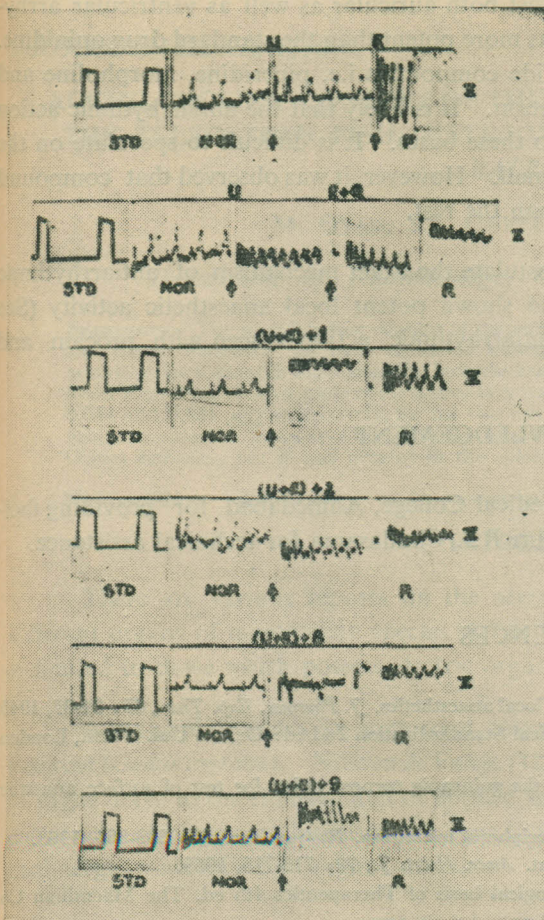 U E
II
STD NOR ↑ ↑
U
II
STD NOR ↑ ↑ R
(U+E)+1
II
STD NOR ↑ R
(U+E)+2
II
STD NOR ↑ R
(U+E)+8
II
STD NOR ↑ R
(U+E)+9
II
STD NOR ↑ R